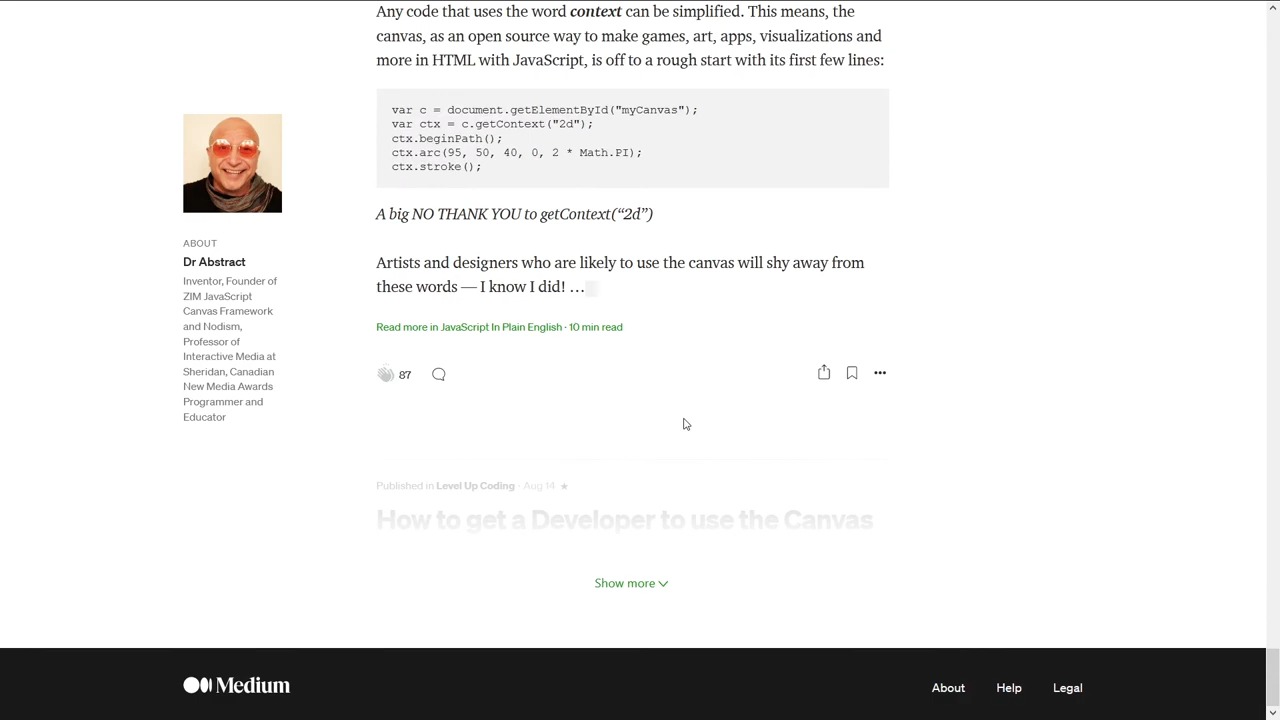 Any code that uses the word context can be simplified. This means, the
canvas, as an open source way to make games, art, apps, visualizations and
more in HTML with JavaScript, is off to a rough start with its first few lines:
var c = document.getElementById("myCanvas");
var ctx = c.getContext("2d");
ctx.beginPath();
ctx.arc(95, 50, 40, 0, 2 * Math.PI);
ctx.stroke();
A big NO THANK YOU to getContext(“2d”)
Artists and designers who are likely to use the canvas will shy away from
these words — I know I did! …
Read more in JavaScript In Plain English · 10 min read
87
ABOUT
Dr Abstract
Inventor, Founder of
ZIM JavaScript
Canvas Framework
and Nodism,
Professor of
Interactive Media at
Sheridan, Canadian
New Media Awards
Programmer and
Educator
Published in Level Up Coding · Aug 14 ★
How to get a Developer to use the Canvas
Show more
Medium
About Help Legal